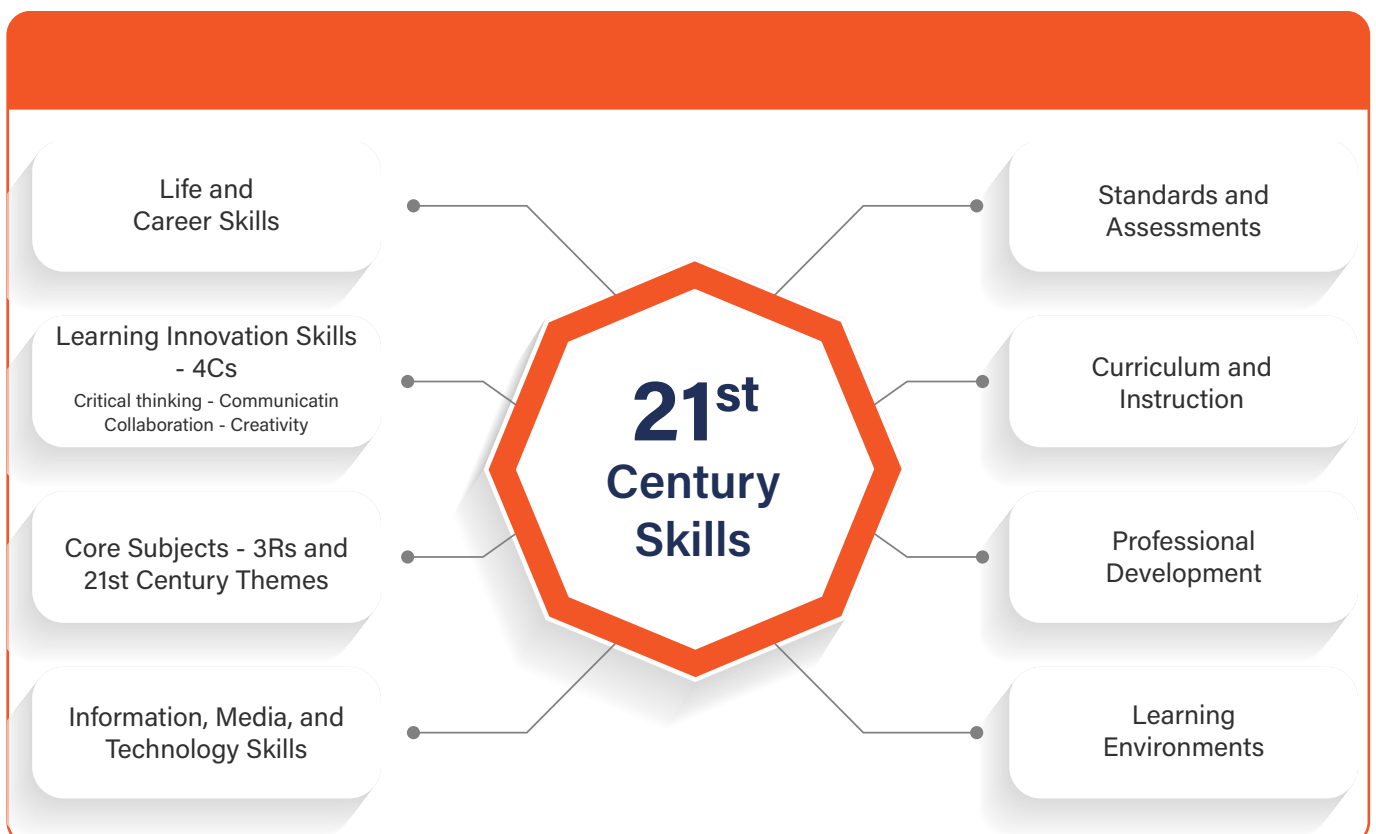 Life and
Career Skills
Learning Innovation Skills
- 4Cs
Critical thinking - Communicatin
Collaboration - Creativity
Core Subjects - 3Rs and
21st Century Themes
Information, Media, and
Technology Skills
21st
Century
Skills
Standards and
Assessments
Curriculum and
Instruction
Professional
Development
Learning
Environments